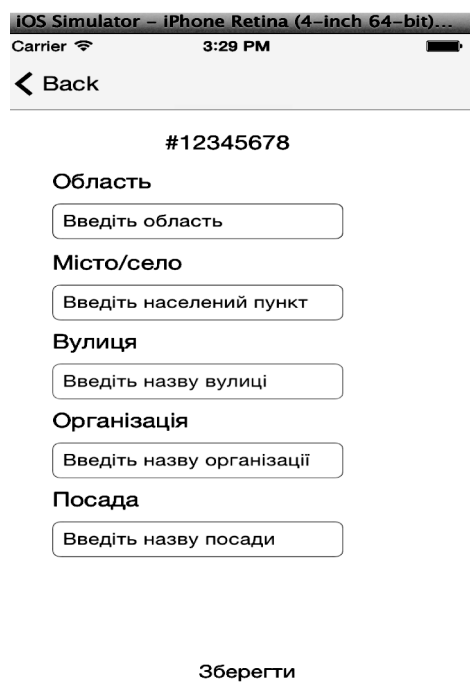 iOS Simulator – iPhone Retina (4–inch 64–bit)...
Carrier 3:29 PM
Back
#12345678
Область
Введіть область
Місто/село
Введіть населений пункт
Вулиця
Введіть назву вулиці
Організація
Введіть назву організації
Посада
Введіть назву посади
Зберегти